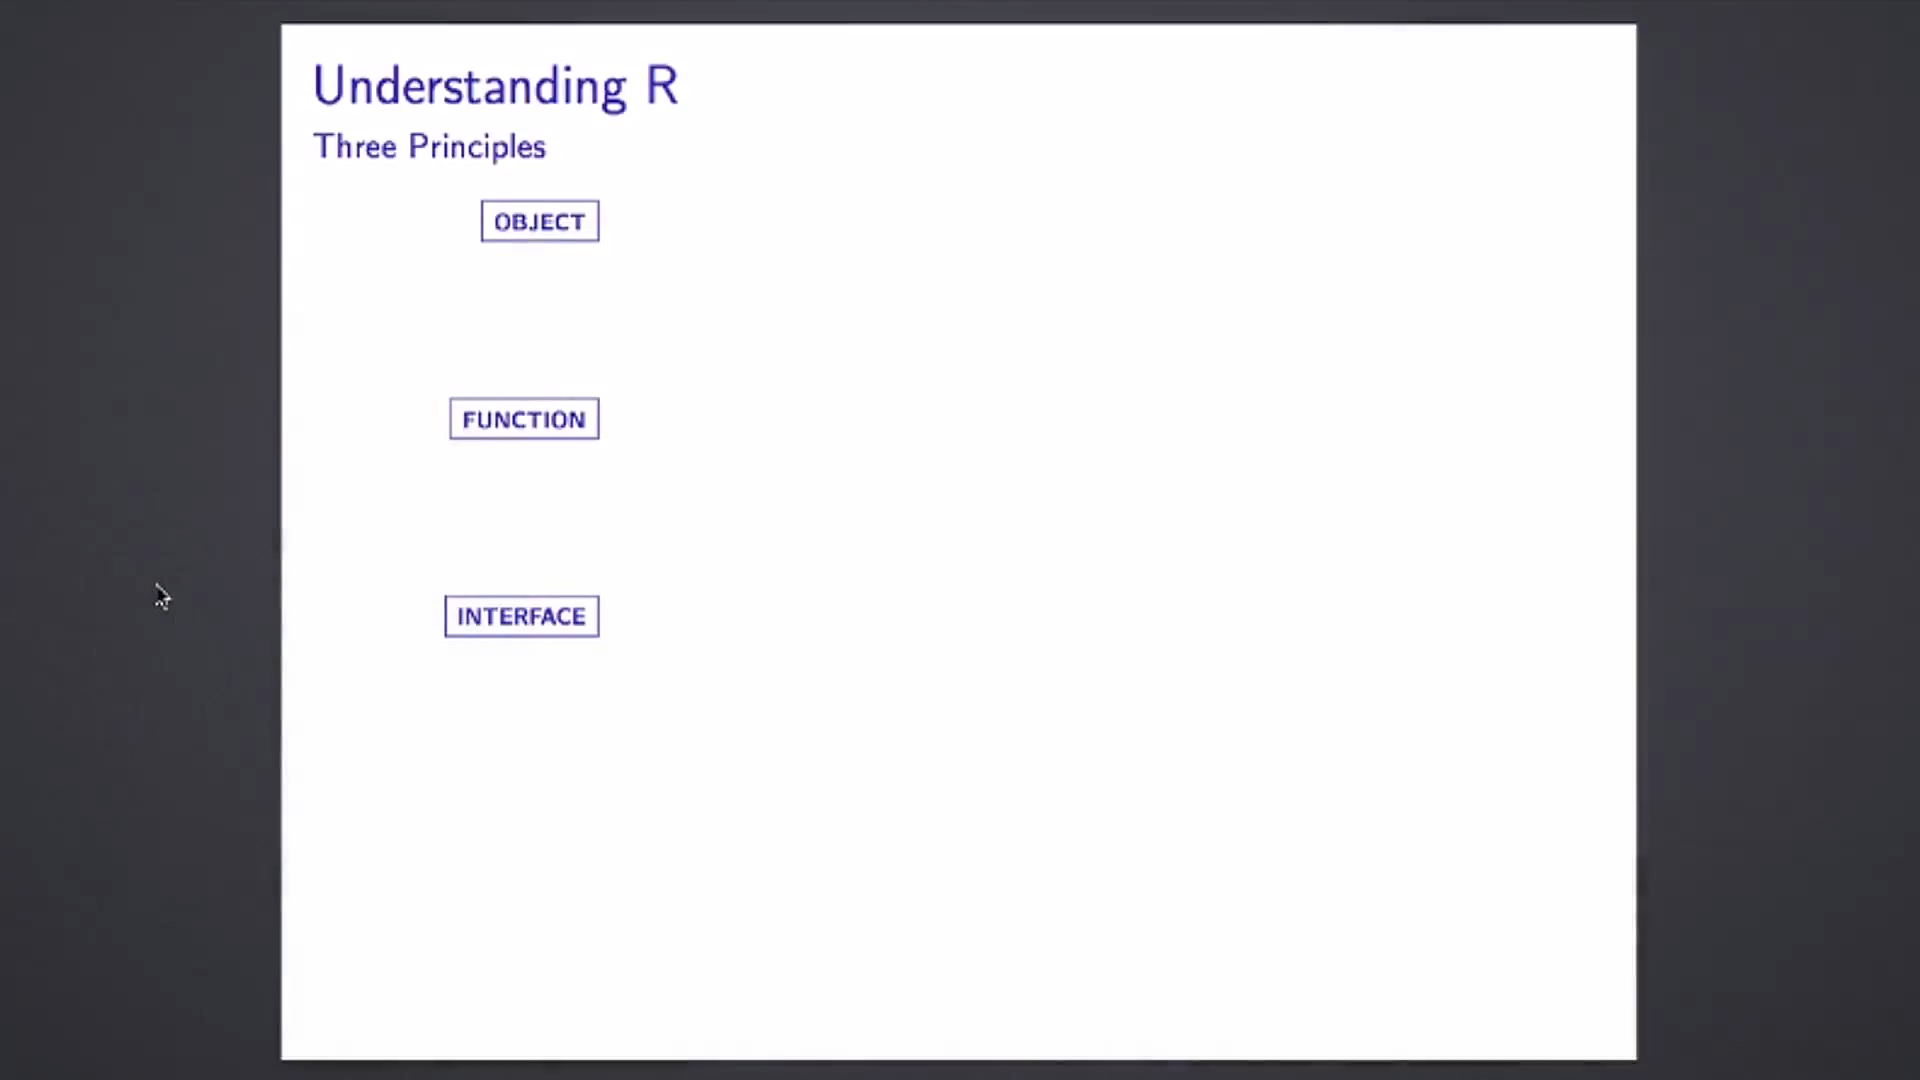 Understanding R
Three Principles
OBJECT
FUNCTION
INTERFACE